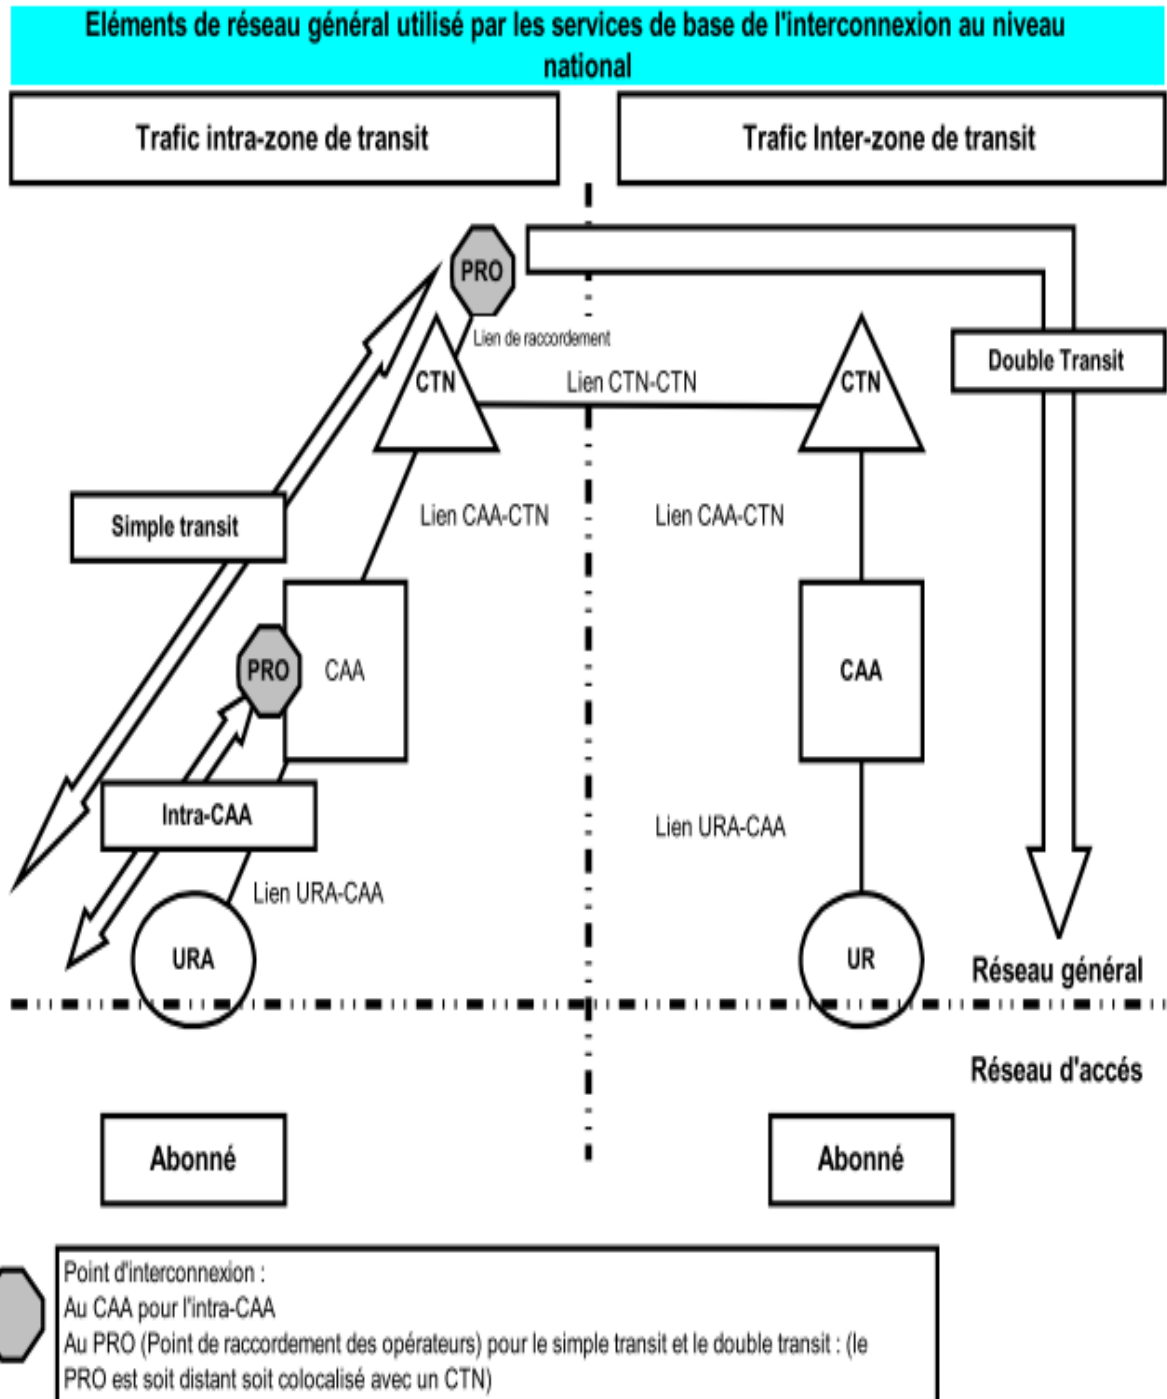 Eléments de réseau général utilisé par les services de base de l'interconnexion au niveau
national
Trafic intra-zone de transit
Trafic Inter-zone de transit
PRO
Lien de raccordement
Double Transit
CTN
Lien CTN-CTN
CTN
Simple transit
Lien CAA-CTN
Lien CAA-CTN
PRO
CAA
CAA
Intra-CAA
Lien URA-CAA
Lien URA-CAA
URA
UR
Réseau général
Réseau d'accés
Abonné
Abonné
Point d'interconnexion :
Au CAA pour l'intra-CAA
Au PRO (Point de raccordement des opérateurs) pour le simple transit et le double transit : (le
PRO est soit distant soit colocalisé avec un CTN)